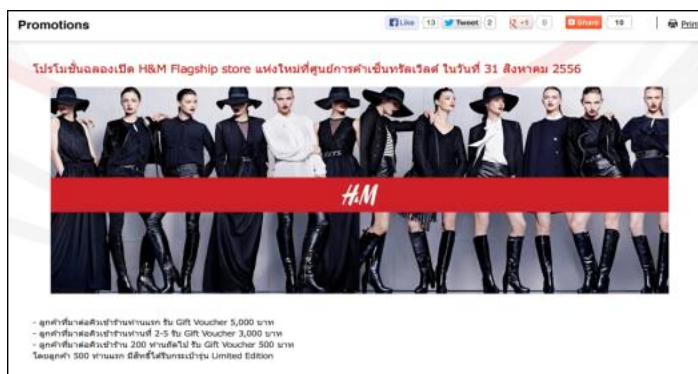 Promotions
Like 13 Tweet 2 +1 0 Share 10 Print
โปรโมชั่นฉลองเปิด H&M Flagship store แห่งใหม่ที่ศูนย์การค้าเซ็นทรัลเวิลด์ ในวันที่ 31 สิงหาคม 2556
H&M
- ลูกค้าที่มาต่อคิวเข้าร้านท่านแรก รับ Gift Voucher 5,000 บาท
- ลูกค้าที่มาต่อคิวเข้าร้านท่านที่ 2-5 รับ Gift Voucher 3,000 บาท
- ลูกค้าที่มาต่อคิวเข้าร้าน 200 ท่านถัดไป รับ Gift Voucher 500 บาท
โดยลูกค้า 500 ท่านแรก มีสิทธิ์ได้รับกระเป๋ารุ่น Limited Edition